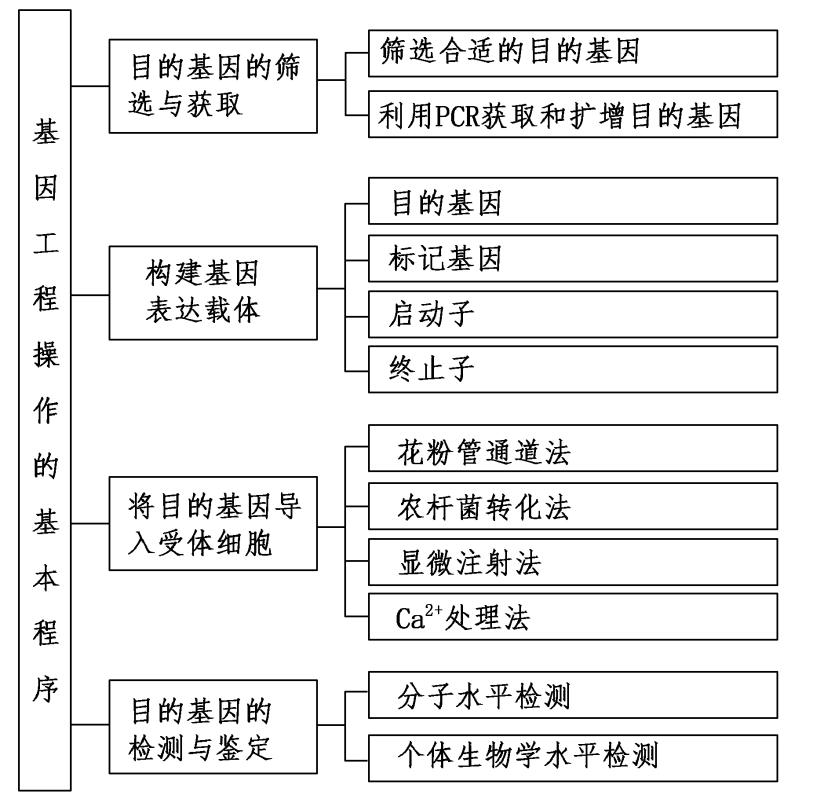 基因工程操作的基本程序
目的基因的筛
选与获取
筛选合适的目的基因
利用PCR获取和扩增目的基因
构建基因
表达载体
目的基因
标记基因
启动子
终止子
将目的基因导
入受体细胞
花粉管通道法
农杆菌转化法
显微注射法
Ca²⁺处理法
目的基因的
检测与鉴定
分子水平检测
个体生物学水平检测